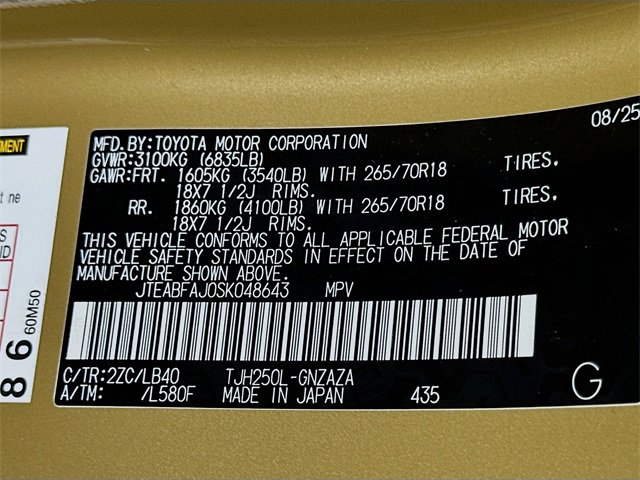 08/25
MFD.BY:TOYOTA MOTOR CORPORATION
GVWR:3100KG (6835LB)
GAWR:FRT. 1605KG (3540LB) WITH 265/70R18 TIRES.
18X7 1/2J RIMS.
RR. 1860KG (4100LB) WITH 265/70R18 TIRES.
18X7 1/2J RIMS.
THIS VEHICLE CONFORMS TO ALL APPLICABLE FEDERAL MOTOR
VEHICLE SAFETY STANDARDS IN EFFECT ON THE DATE OF
MANUFACTURE SHOWN ABOVE.
JTEABFAJ0SK048643 MPV
C/TR:2ZC/LB40 TJH250L-GNZAZA
A/TM: /L580F MADE IN JAPAN 435
G
60M50
8 6